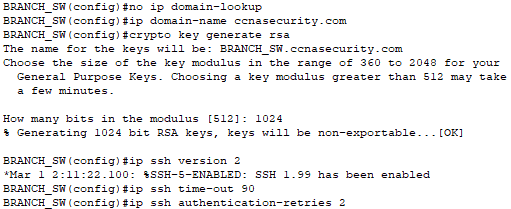 BRANCH_SW(config)#no ip domain-lookup
BRANCH_SW(config)#ip domain-name ccnasecurity.com
BRANCH_SW(config)#crypto key generate rsa
The name for the keys will be: BRANCH_SW.ccnasecurity.com
Choose the size of the key modulus in the range of 360 to 2048 for your
  General Purpose Keys. Choosing a key modulus greater than 512 may take
  a few minutes.
How many bits in the modulus [512]: 1024
% Generating 1024 bit RSA keys, keys will be non-exportable...[OK]
BRANCH_SW(config)#ip ssh version 2
*Mar 1 2:11:22.100: %SSH-5-ENABLED: SSH 1.99 has been enabled
BRANCH_SW(config)#ip ssh time-out 90
BRANCH_SW(config)#ip ssh authentication-retries 2